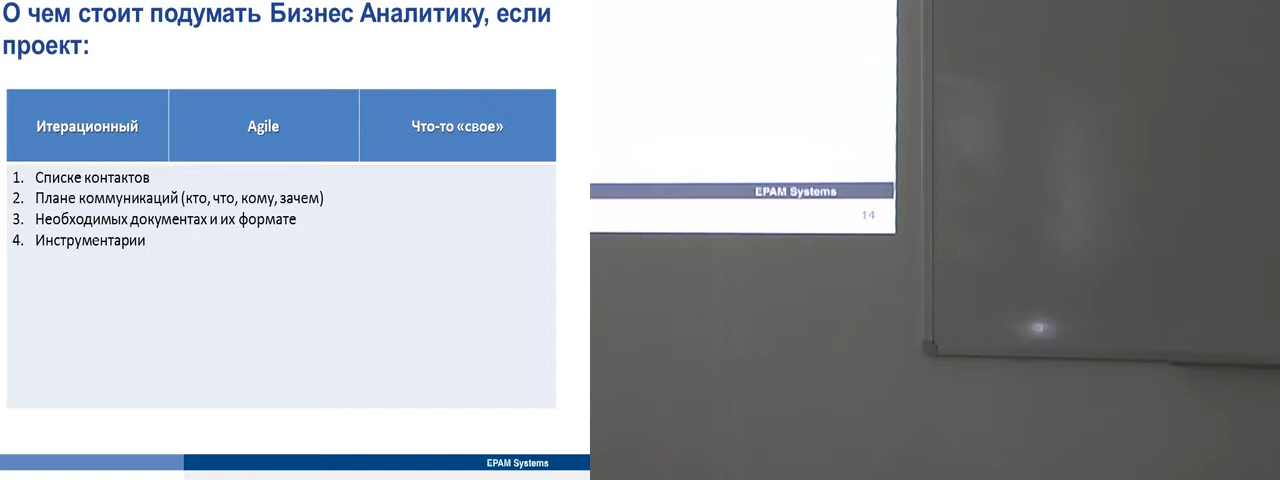 О чем стоит подумать Бизнес Аналитику, если
проект:
Итерационный
Agile
Что-то «свое»
1. Списке контактов
2. Плане коммуникаций (кто, что, кому, зачем)
3. Необходимых документах и их формате
4. Инструментарии
EPAM Systems
EPAM Systems
14